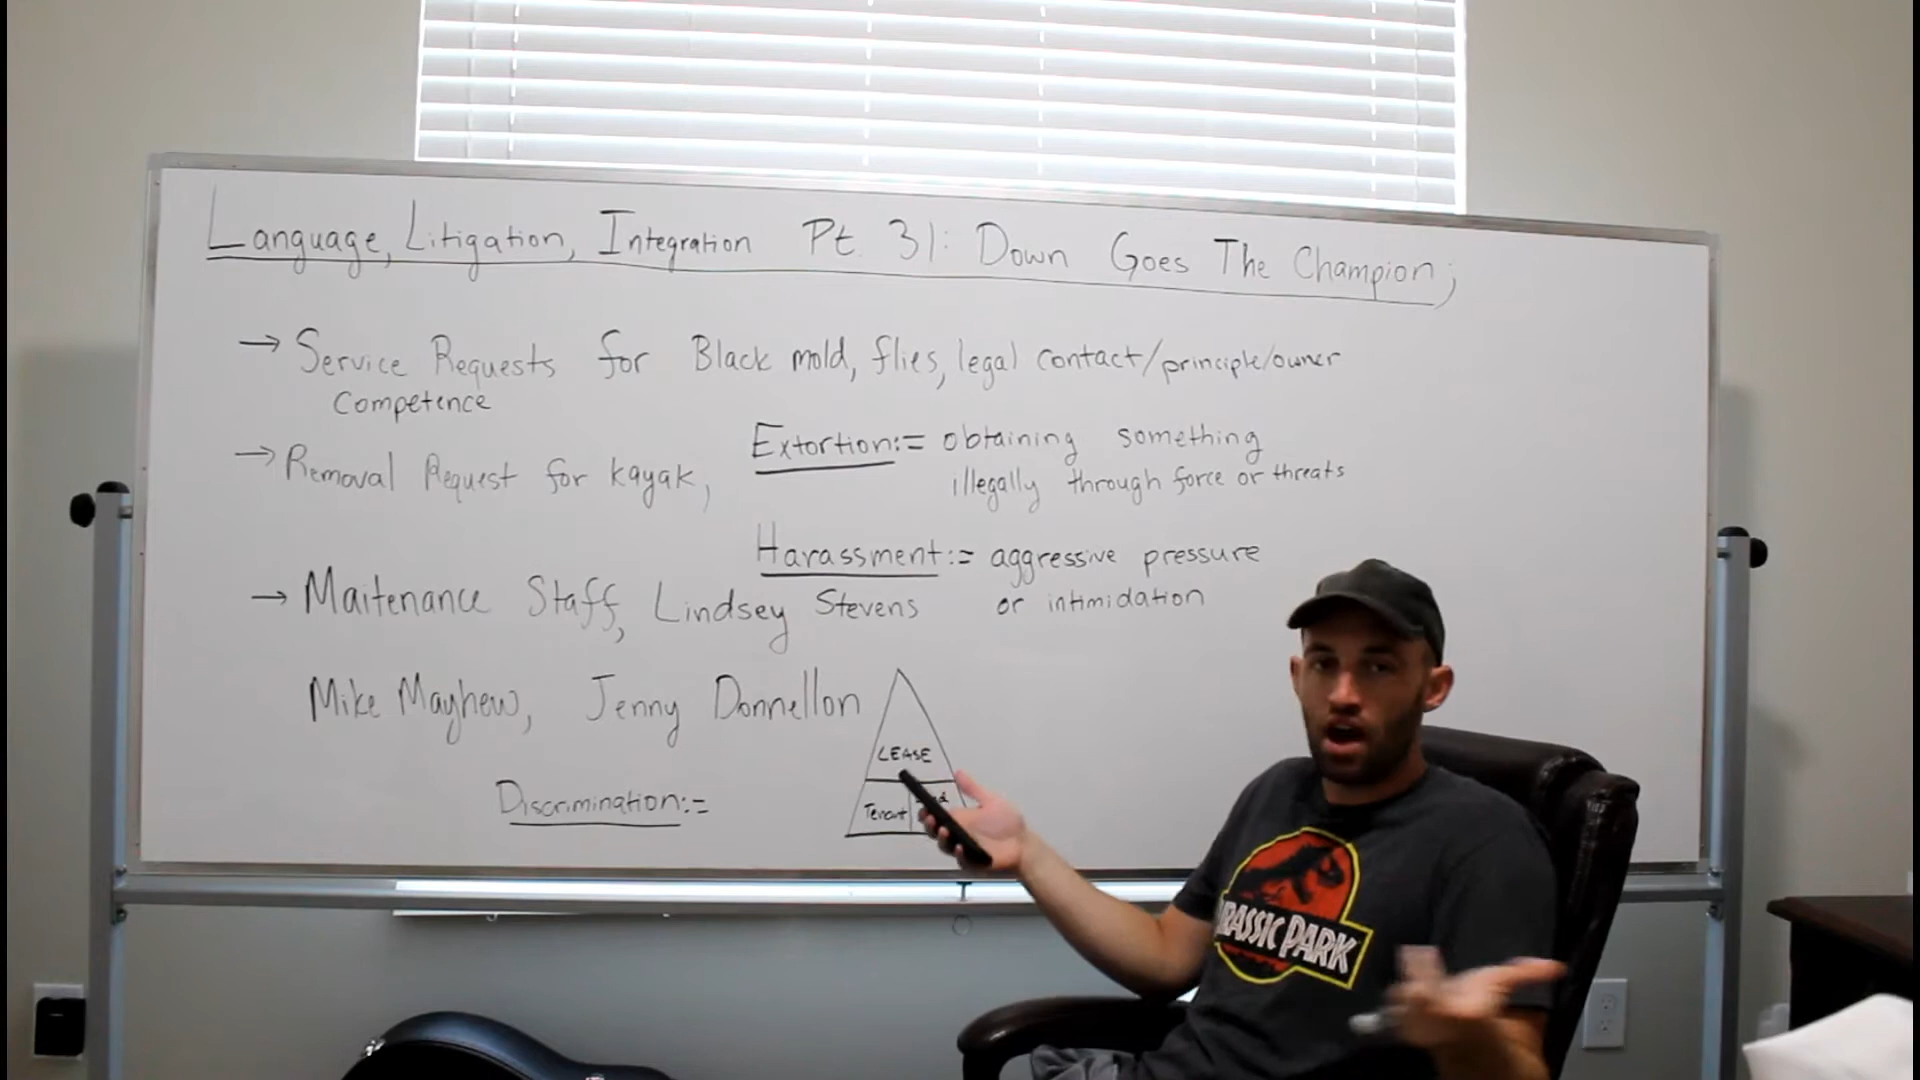 Language, Litigation, Integration Pt. 31: Down Goes The Champion;
→ Service Requests for Black mold, flies, legal contact/principle/owner
Competence
→ Removal Request for kayak,
Extortion:= obtaining something
illegally through force or threats
Harassment:= aggressive pressure
or intimidation
→ Maitenance Staff, Lindsey Stevens
Mike Mayhew, Jenny Donnellon
LEASE
Tenant
Discrimination:=
JURASSIC PARK